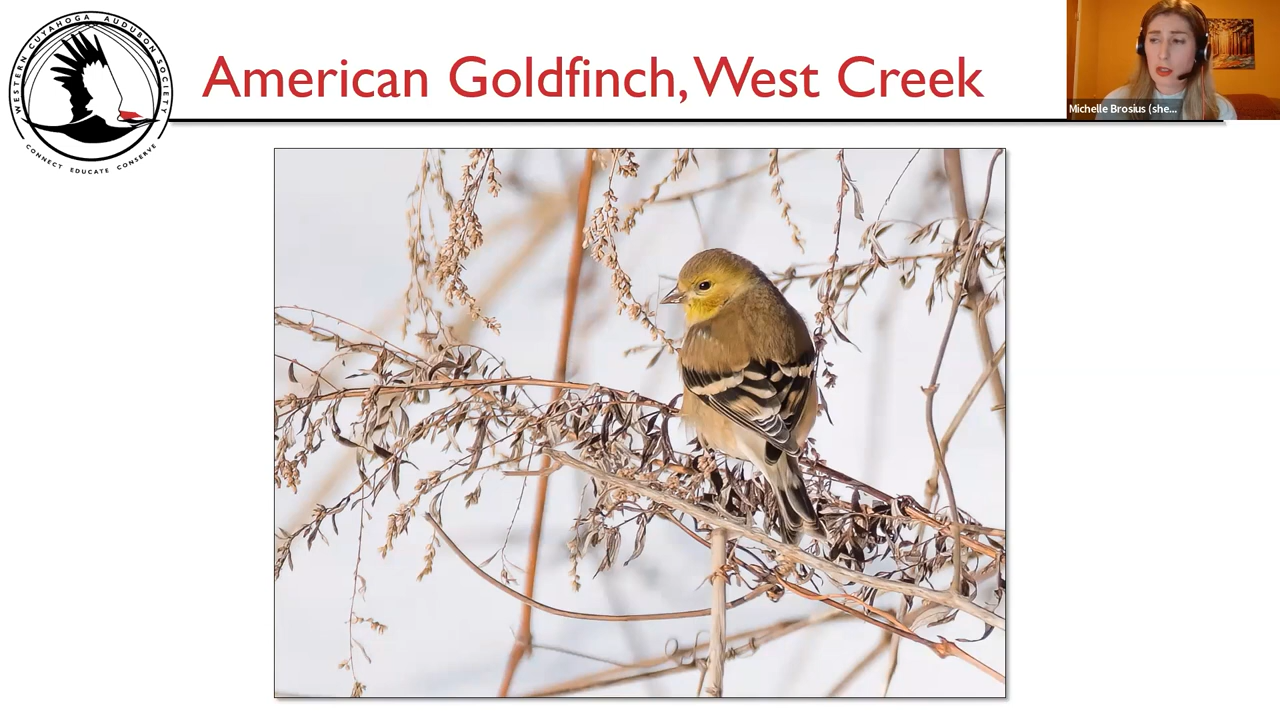 WESTERN CUYAHOGA AUDUBON SOCIETY
CONNECT EDUCATE CONSERVE
American Goldfinch, West Creek
Michelle Brosius (she...